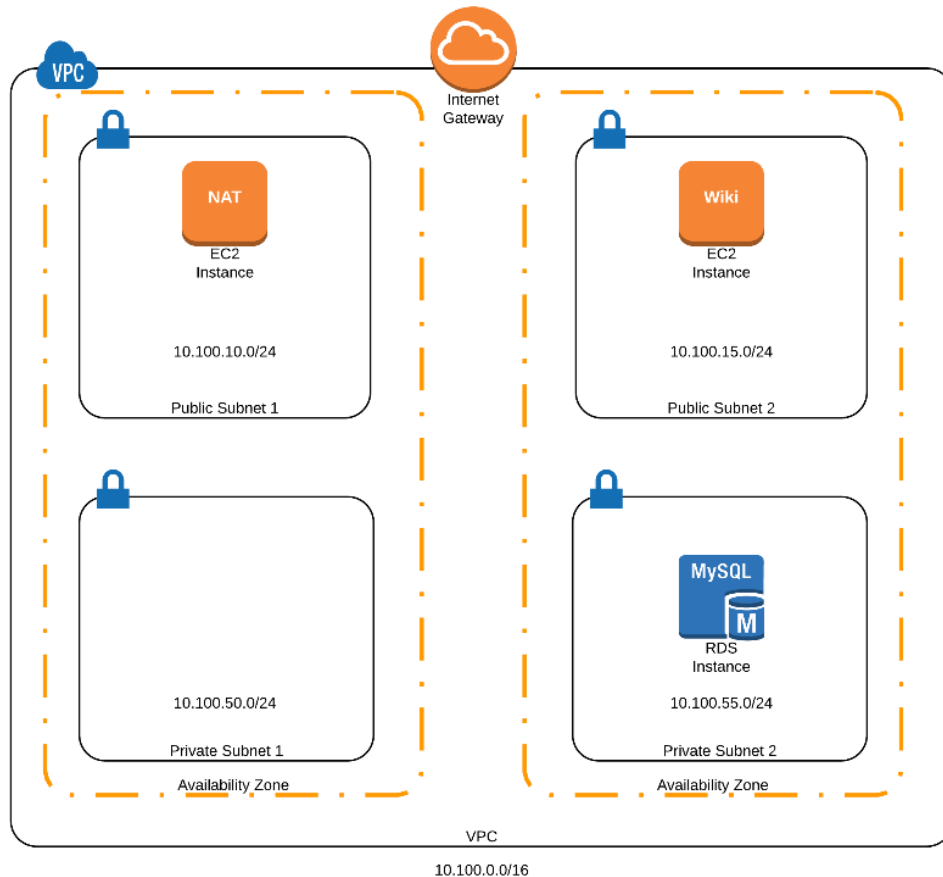 VPC
Internet
Gateway
NAT
EC2
Instance
10.100.10.0/24
Public Subnet 1
Wiki
EC2
Instance
10.100.15.0/24
Public Subnet 2
10.100.50.0/24
Private Subnet 1
Availability Zone
MySQL
M
RDS
Instance
10.100.55.0/24
Private Subnet 2
Availability Zone
VPC
10.100.0.0/16